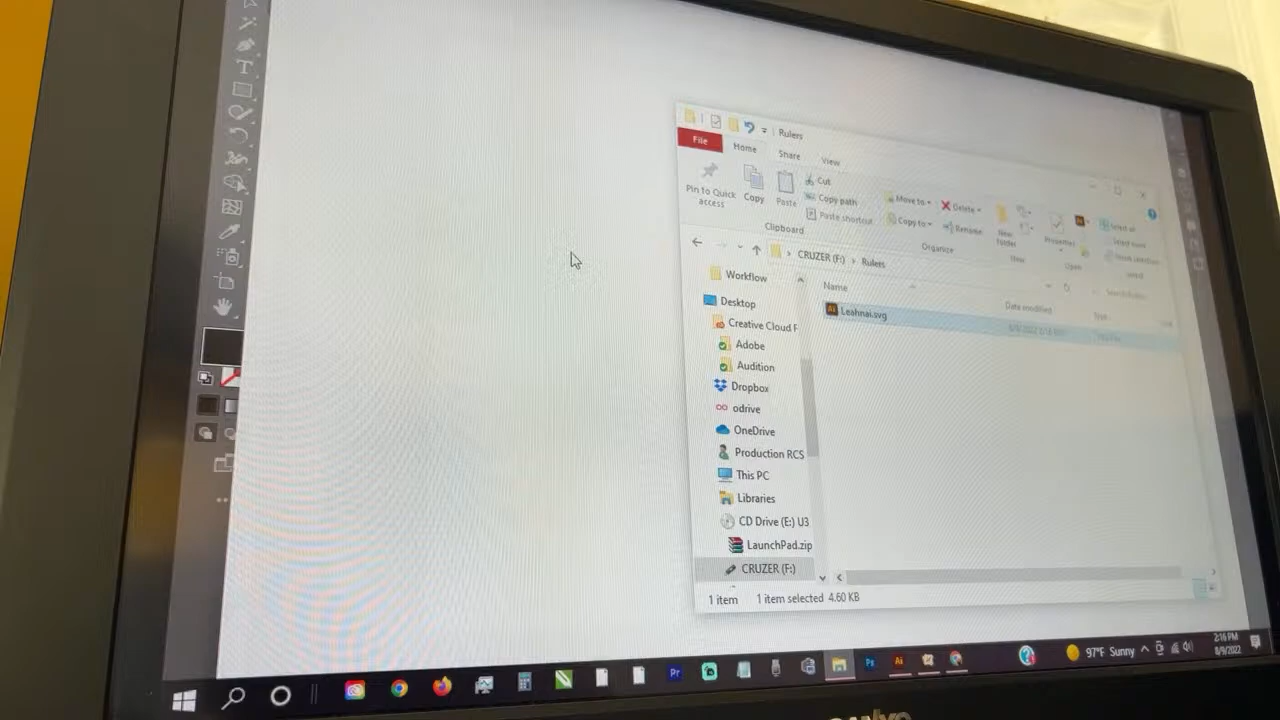 Rulers
File
Home
Share
View
Pin to Quick
access
Copy
Paste
Cut
Copy path
Paste shortcut
Move to
Copy to
Delete
Rename
New
Folder
Properties
Select all
Clipboard
Organize
New
Open
CRUZER (F:) › Rulers
Workflow
Desktop
Creative Cloud F
Adobe
Audition
Dropbox
odrive
OneDrive
Production RCS
This PC
Libraries
CD Drive (E:) U3
LaunchPad.zip
CRUZER (F:)
Name
Date modified
Leahnai.svg
1 item
1 item selected 4.60 KB
97°F Sunny
2:16 PM
8/9/2022